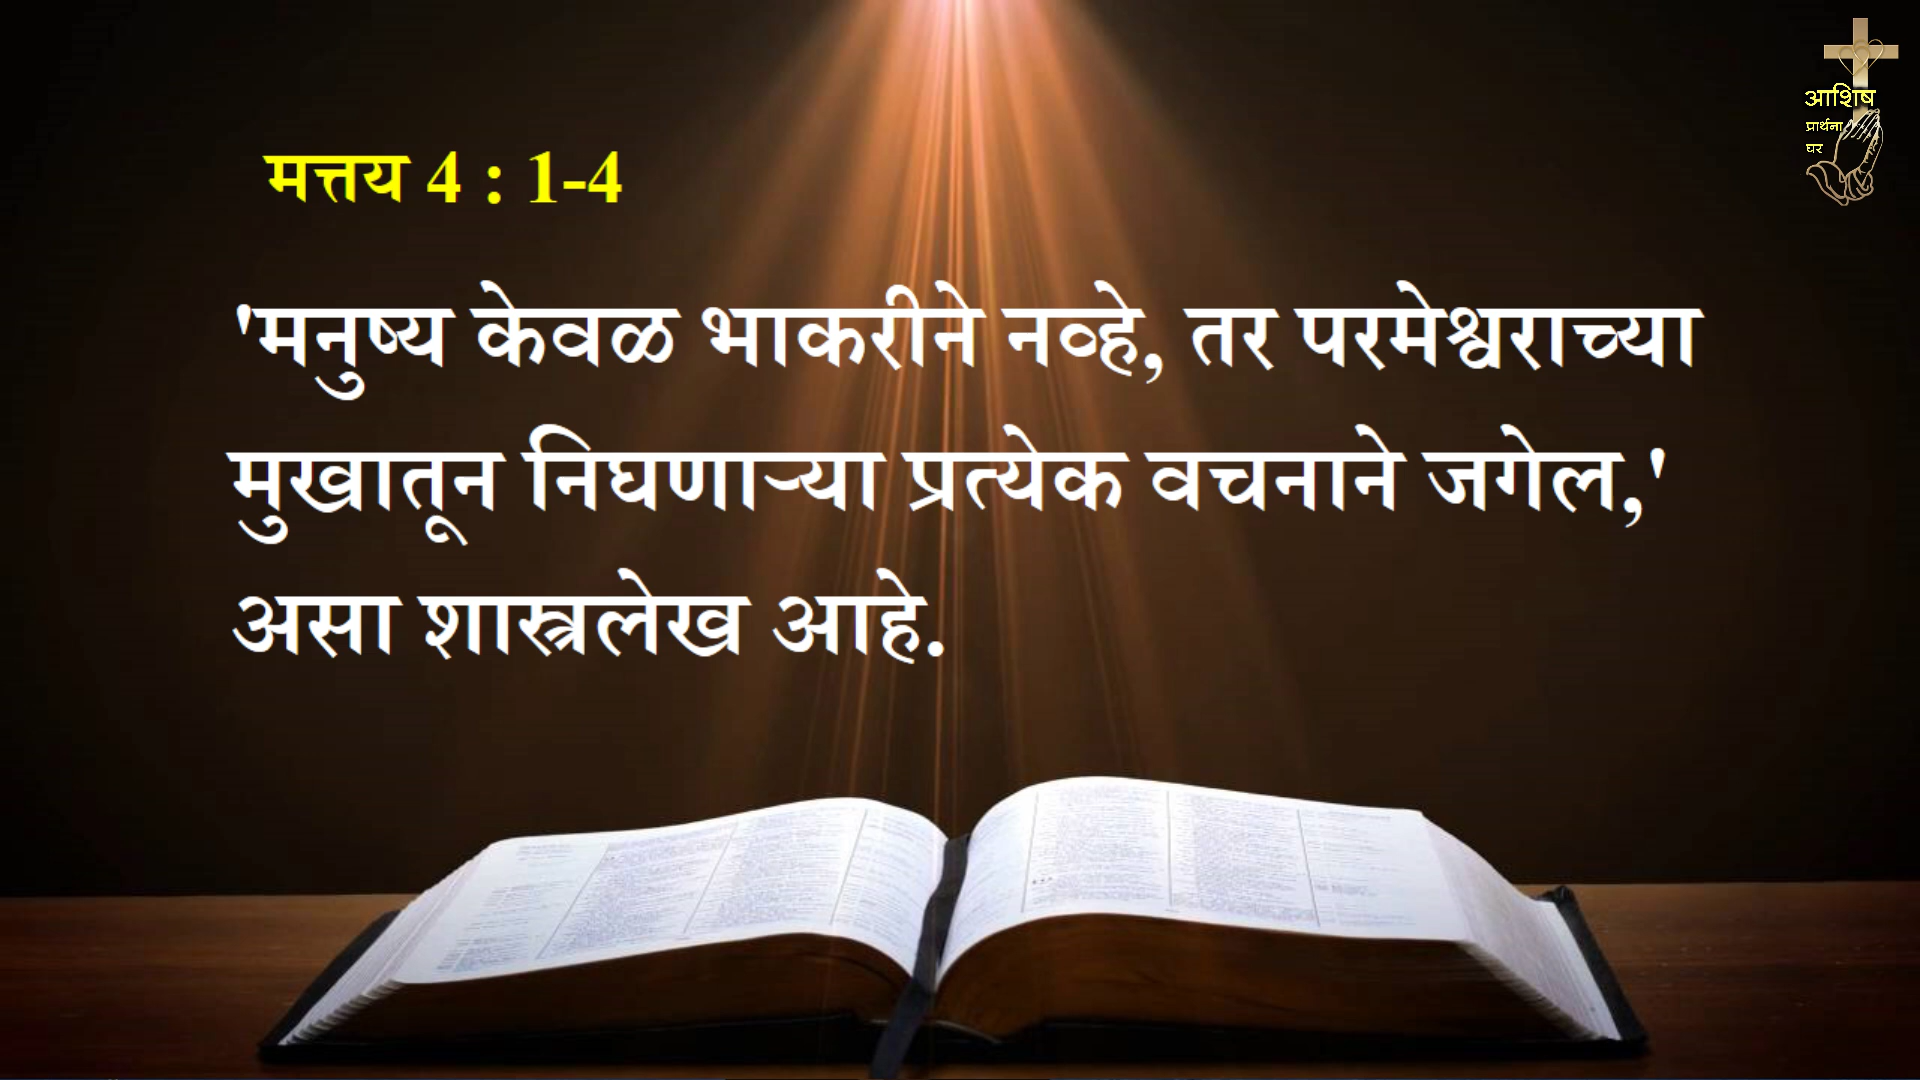 मत्तय 4 : 1-4
'मनुष्य केवळ भाकरीने नव्हे, तर परमेश्वराच्या
मुखातून निघणाऱ्या प्रत्येक वचनाने जगेल,'
असा शास्त्रलेख आहे.
आशिष
प्रार्थना
घर